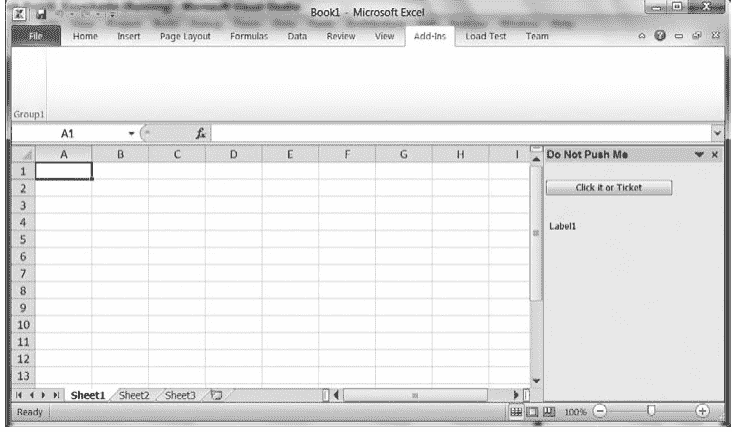 Book1 - Microsoft Excel
File Home Insert Page Layout Formulas Data Review View Add-Ins Load Test Team
Group1
A1 fx
A B C D E F G H I
Do Not Push Me
1
2
Click it or Ticket
3
4
Label1
5
6
7
8
9
10
11
12
13
Sheet1 Sheet2 Sheet3
Ready 100%